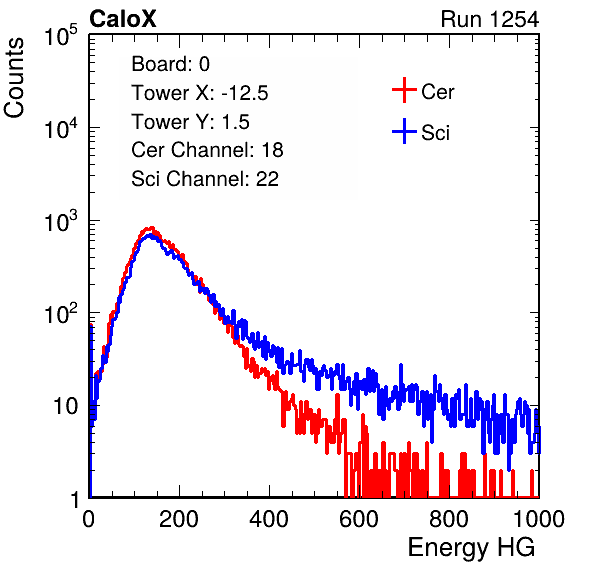 CaloX Run 1254
Counts
10^5
10^4
10^3
10^2
10
1
Board: 0
Tower X: -12.5
Tower Y: 1.5
Cer Channel: 18
Sci Channel: 22
Cer
Sci
0 200 400 600 800 1000
Energy HG